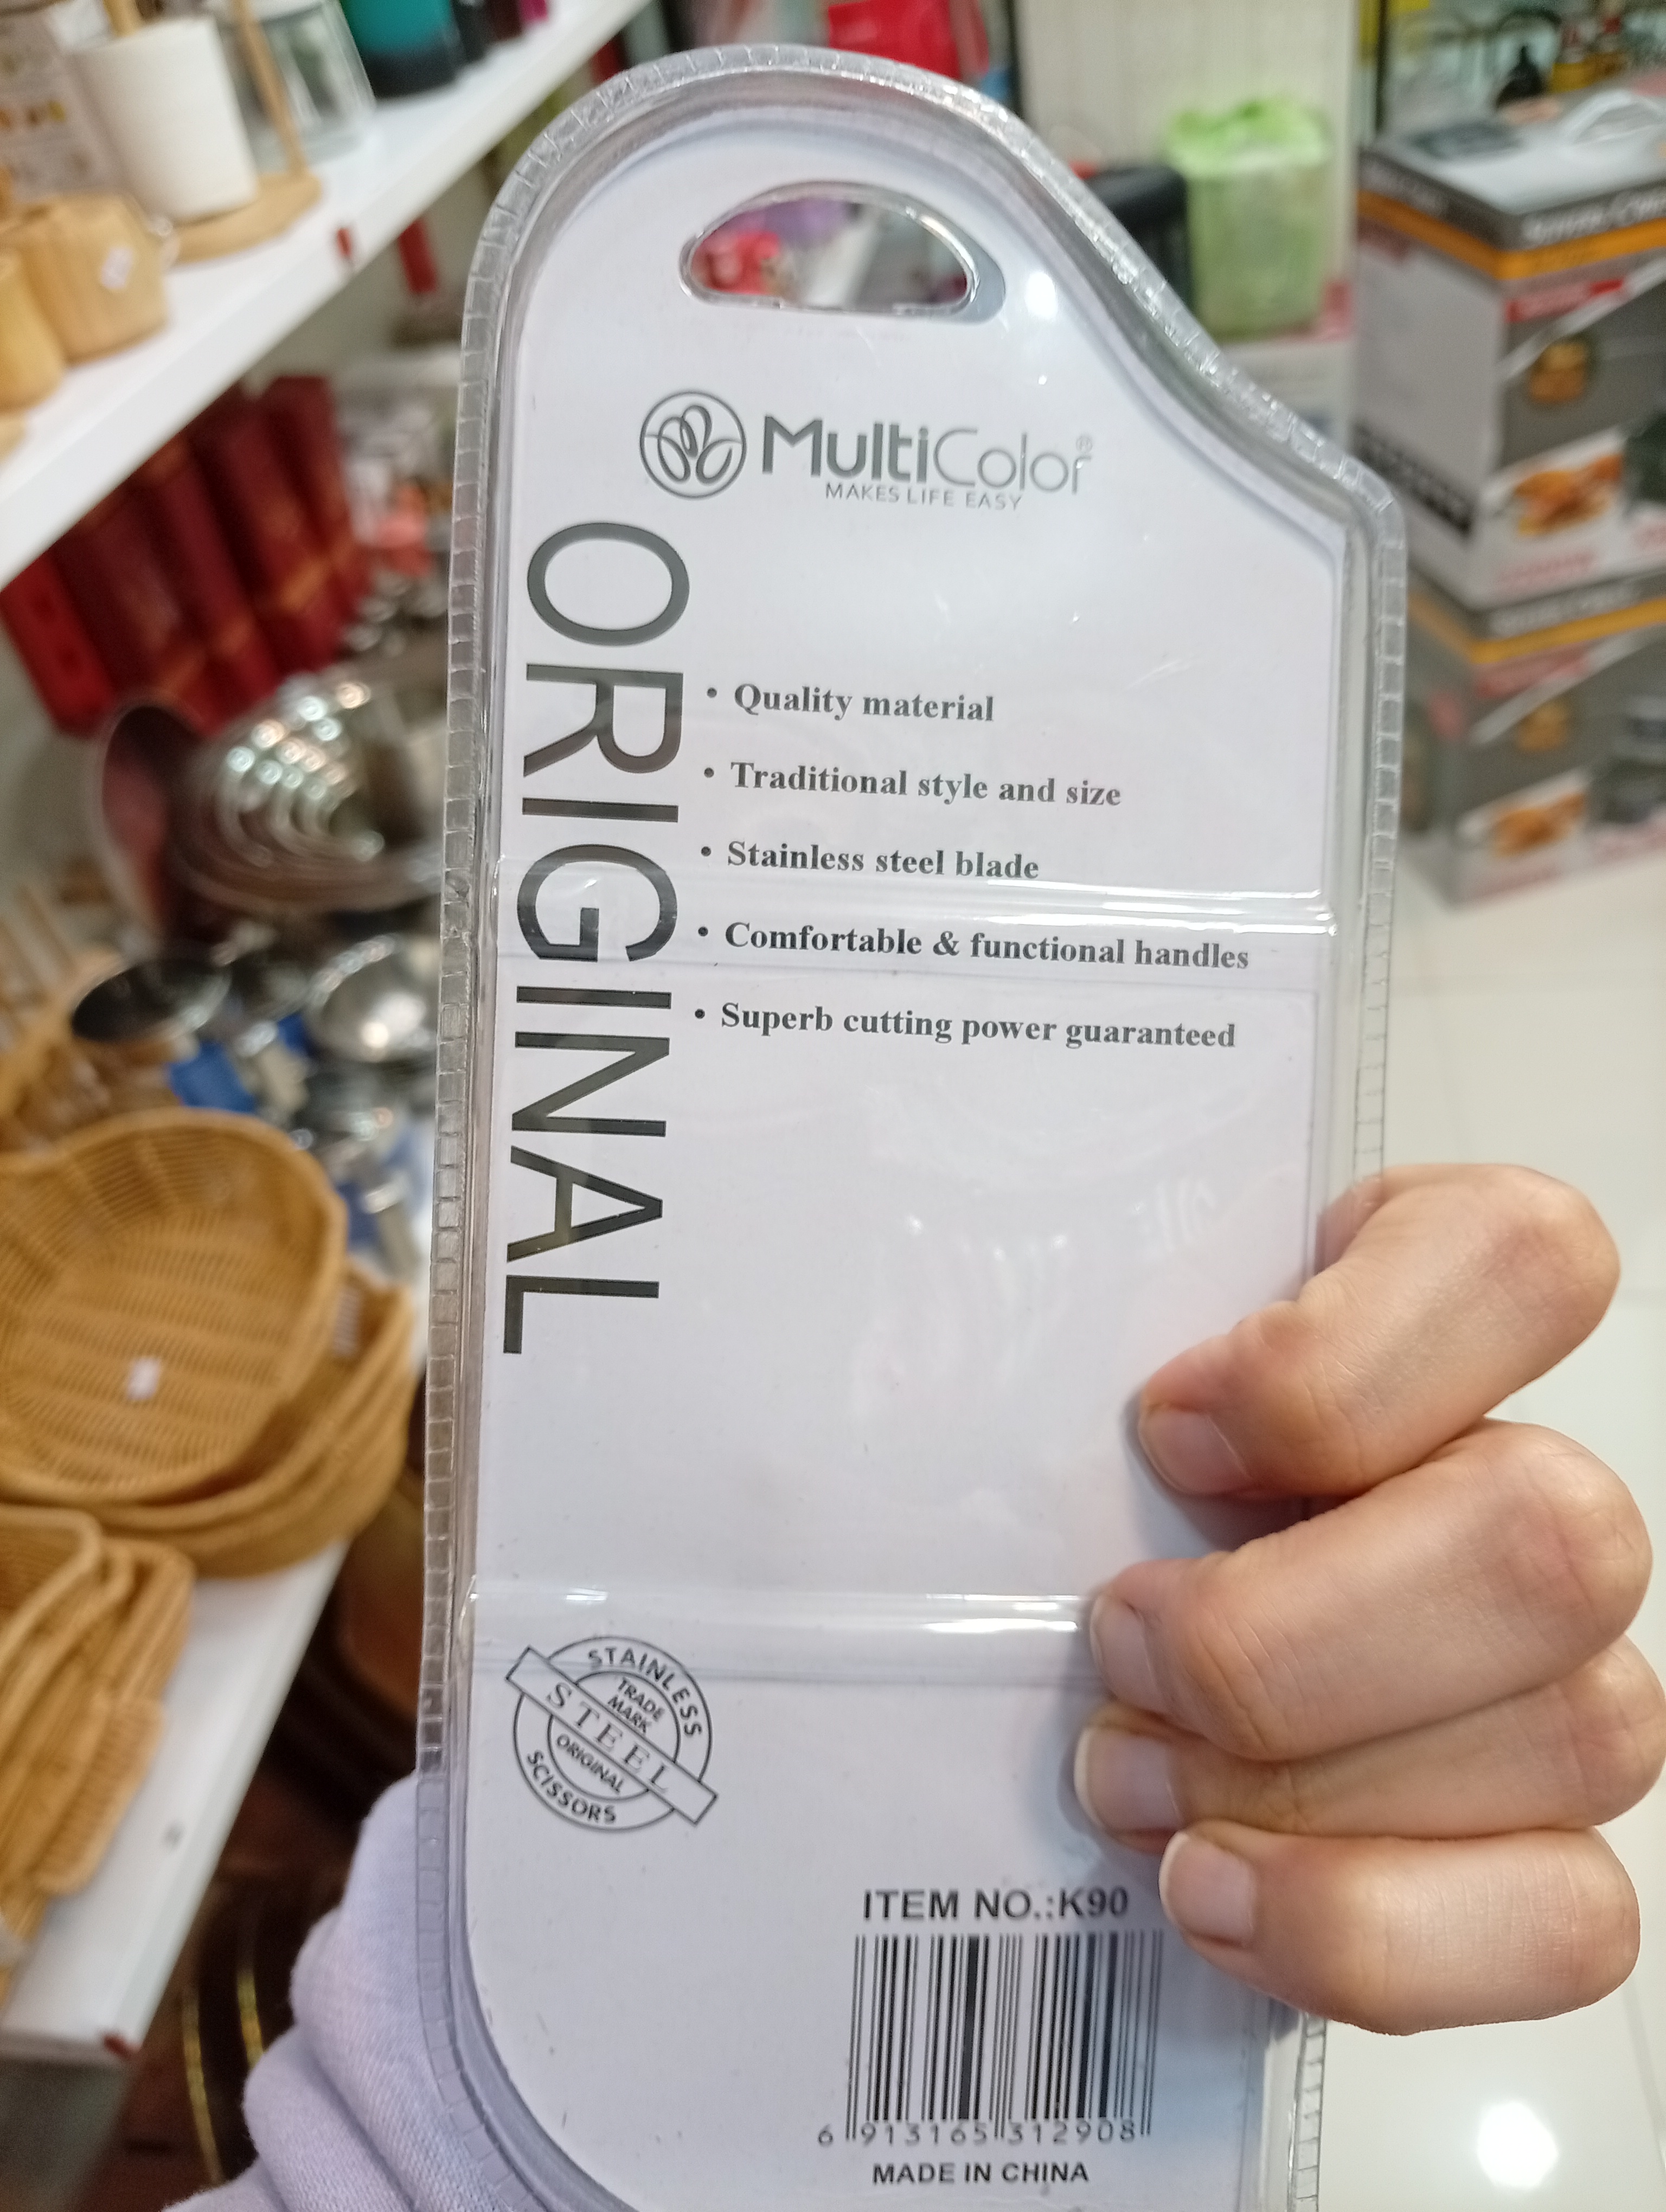 MultiColor®
MAKES LIFE EASY
ORIGINAL
• Quality material
• Traditional style and size
• Stainless steel blade
• Comfortable & functional handles
• Superb cutting power guaranteed
STAINLESS
TRADE
MARK
STEEL
ORIGINAL
SCISSORS
ITEM NO.:K90
6 913165 312908
MADE IN CHINA